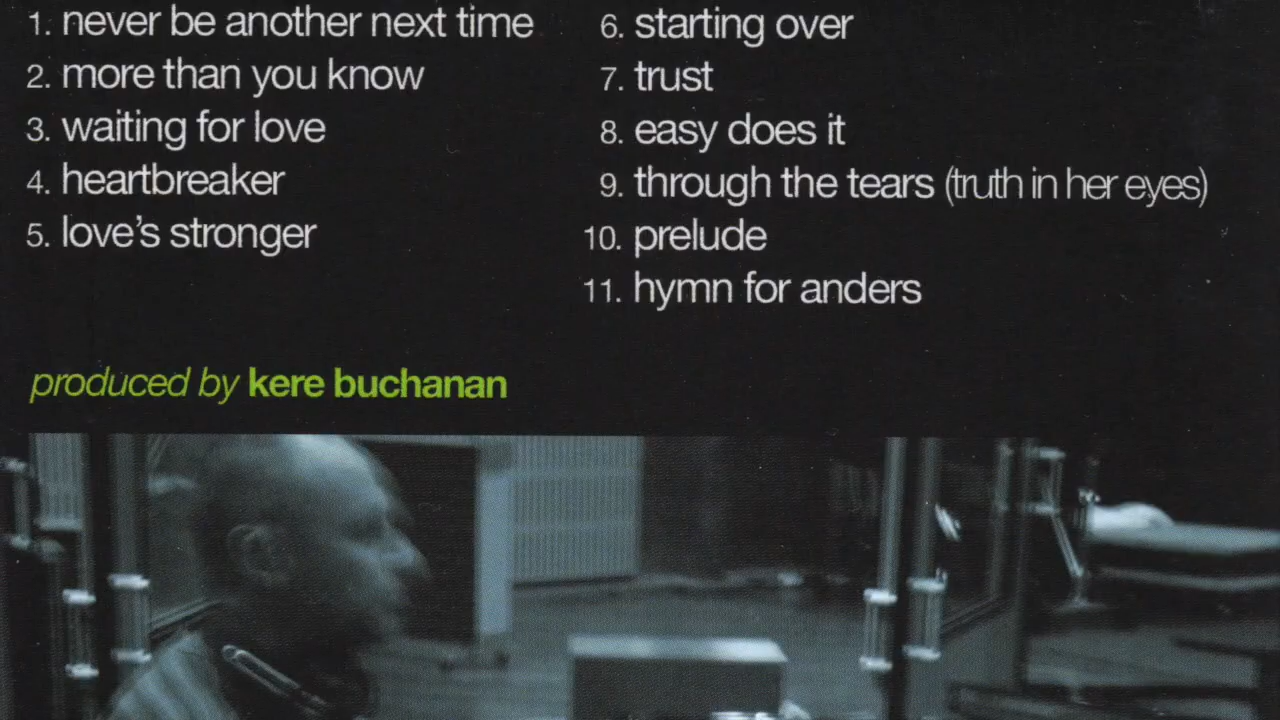 1. never be another next time
2. more than you know
3. waiting for love
4. heartbreaker
5. love's stronger
6. starting over
7. trust
8. easy does it
9. through the tears (truth in her eyes)
10. prelude
11. hymn for anders
produced by kere buchanan